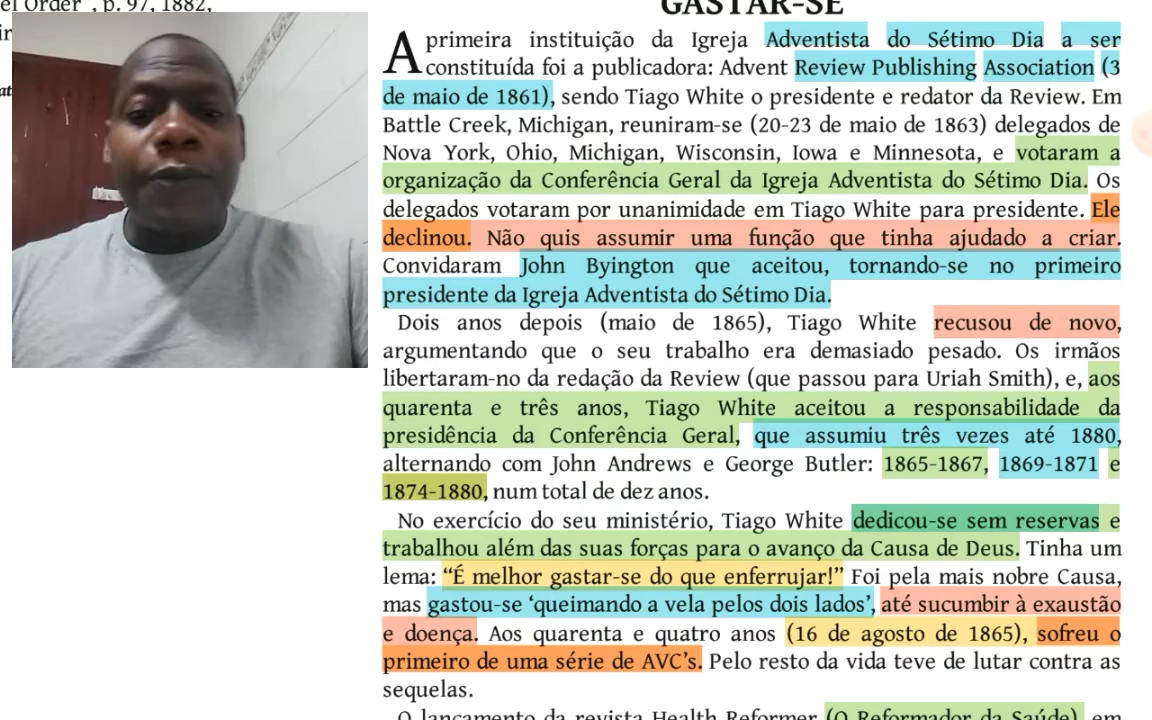 el Order", p. 97, 1882,
GASTAR-SE
A primeira instituição da Igreja Adventista do Sétimo Dia a ser
constituída foi a publicadora: Advent Review Publishing Association (3
de maio de 1861), sendo Tiago White o presidente e redator da Review. Em
Battle Creek, Michigan, reuniram-se (20-23 de maio de 1863) delegados de
Nova York, Ohio, Michigan, Wisconsin, Iowa e Minnesota, e votaram a
organização da Conferência Geral da Igreja Adventista do Sétimo Dia. Os
delegados votaram por unanimidade em Tiago White para presidente. Ele
declinou. Não quis assumir uma função que tinha ajudado a criar.
Convidaram John Byington que aceitou, tornando-se no primeiro
presidente da Igreja Adventista do Sétimo Dia.
Dois anos depois (maio de 1865), Tiago White recusou de novo,
argumentando que o seu trabalho era demasiado pesado. Os irmãos
libertaram-no da redação da Review (que passou para Uriah Smith), e, aos
quarenta e três anos, Tiago White aceitou a responsabilidade da
presidência da Conferência Geral, que assumiu três vezes até 1880,
alternando com John Andrews e George Butler: 1865-1867, 1869-1871 e
1874-1880, num total de dez anos.
No exercício do seu ministério, Tiago White dedicou-se sem reservas e
trabalhou além das suas forças para o avanço da Causa de Deus. Tinha um
lema: “É melhor gastar-se do que enferrujar!” Foi pela mais nobre Causa,
mas gastou-se ‘queimando a vela pelos dois lados’, até sucumbir à exaustão
e doença. Aos quarenta e quatro anos (16 de agosto de 1865), sofreu o
primeiro de uma série de AVC’s. Pelo resto da vida teve de lutar contra as
sequelas.
O lançamento da revista Health Reformer (O Reformador da Saúde), em